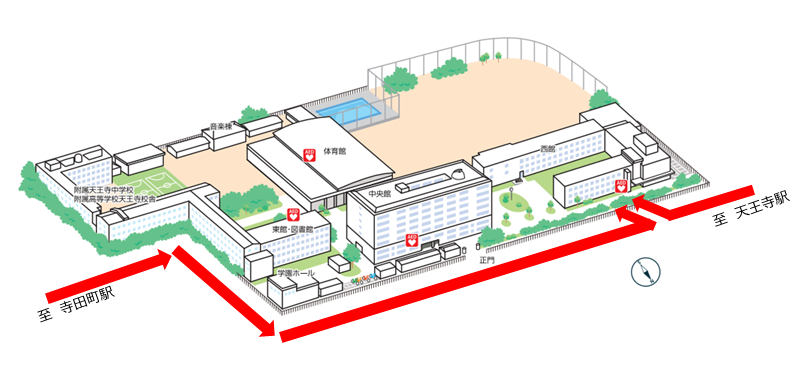 音楽棟
AED
体育館
西館
附属天王寺中学校
附属高等学校天王寺校舎
中央館
AED
AED
東館・図書館
AED
正門
学園ホール
至 天王寺駅
至 寺田町駅